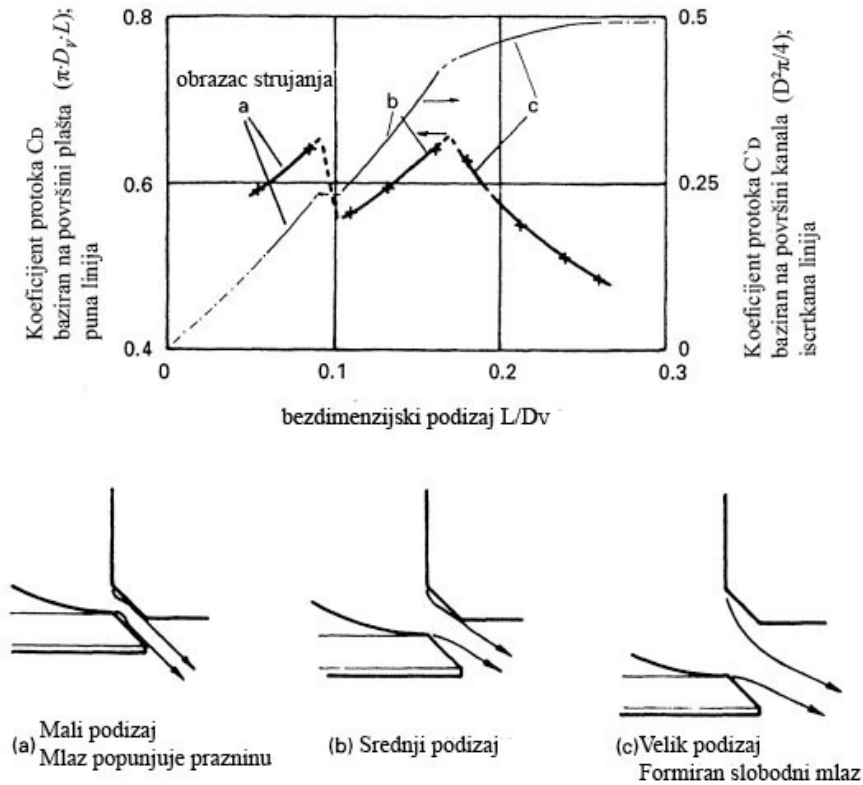 Koeficijent protoka CD
baziran na površini plašta (π·Dv·L);
puna linija
0.8
0.6
0.4
obrazac strujanja
a
b
c
0.5
0.25
0
Koeficijent protoka C`D
baziran na površini kanala (D²π/4);
iscrtkana linija
0
0.1
0.2
0.3
bezdimenzijski podizaj L/Dv
(a) Mali podizaj
Mlaz popunjuje prazninu
(b) Srednji podizaj
(c) Velik podizaj
Formiran slobodni mlaz